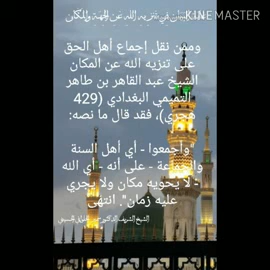 KINEMASTER
وممن نقل إجماع أهل الحق
على تنزيه الله عن المكان
الشيخ عبد القاهر بن طاهر
التميمي البغدادي (429
هجري)، فقد قال ما نصه:
"وأجمعوا - أي أهل السنة
والجماعة - على أنه - أي الله
- لا يحويه مكان ولا يجري
عليه زمان". انتهى